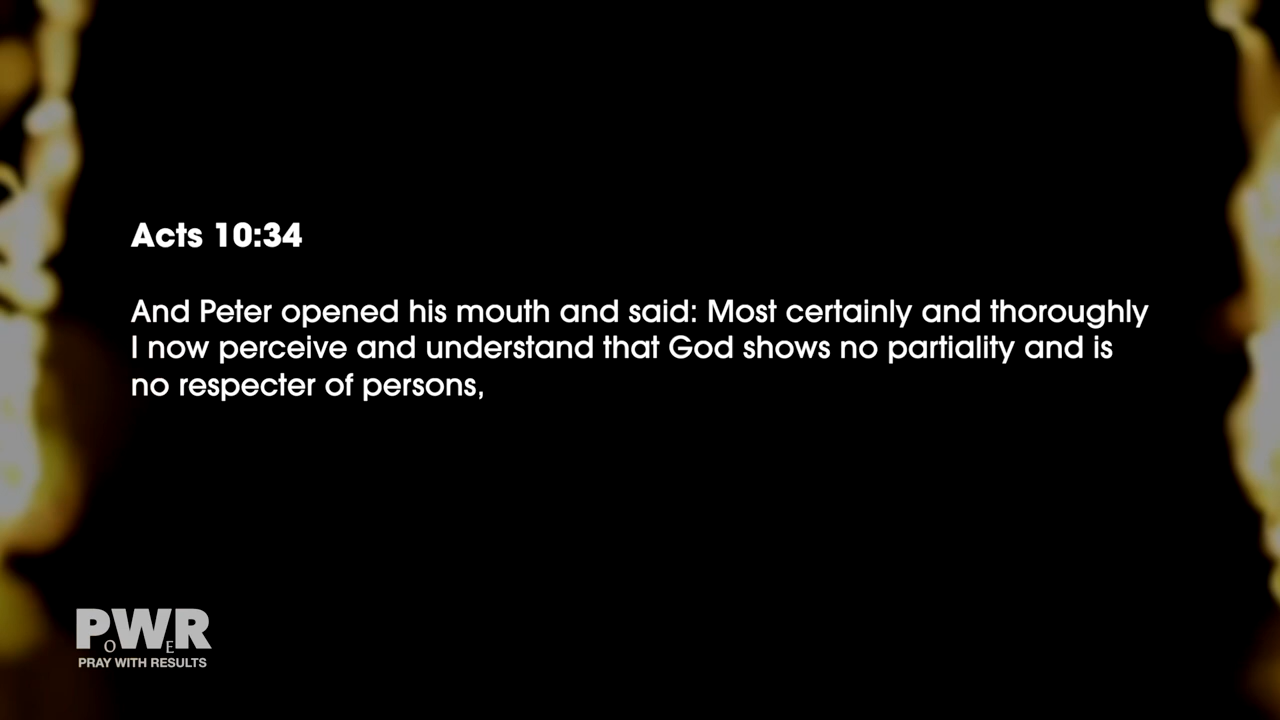 Acts 10:34
And Peter opened his mouth and said: Most certainly and thoroughly
I now perceive and understand that God shows no partiality and is
no respecter of persons,
PoWER
PRAY WITH RESULTS